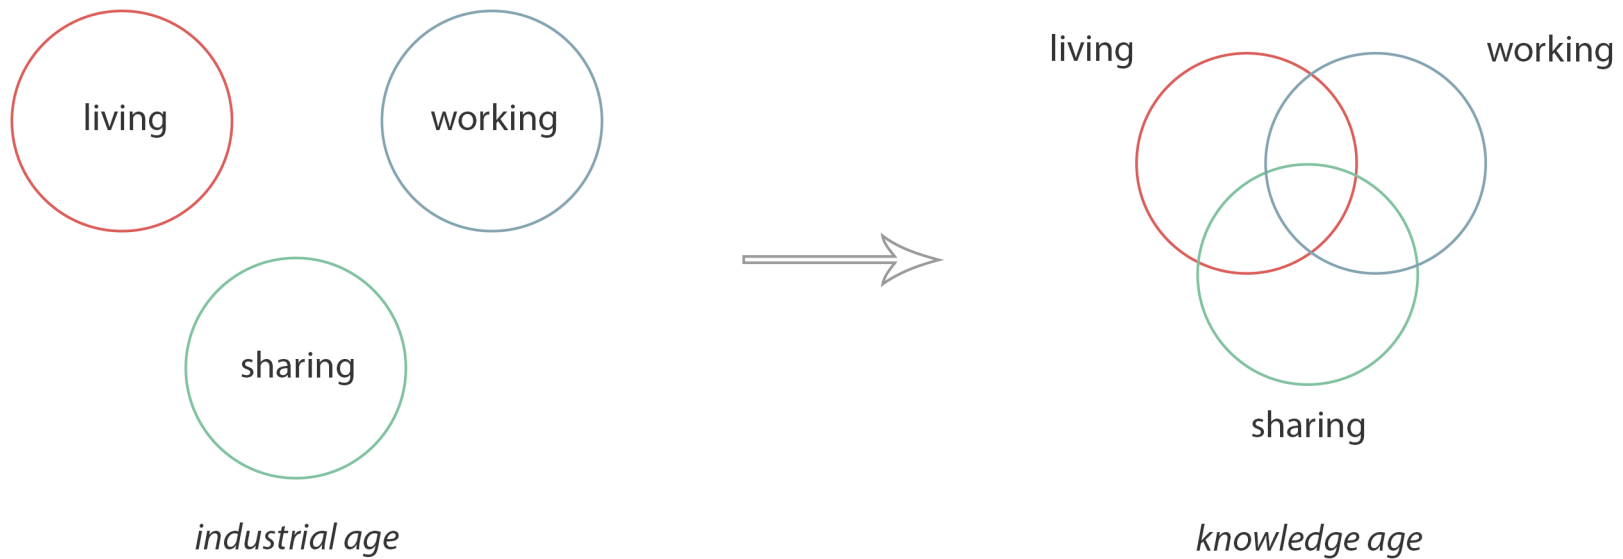 living
working
sharing
industrial age
living
working
sharing
knowledge age